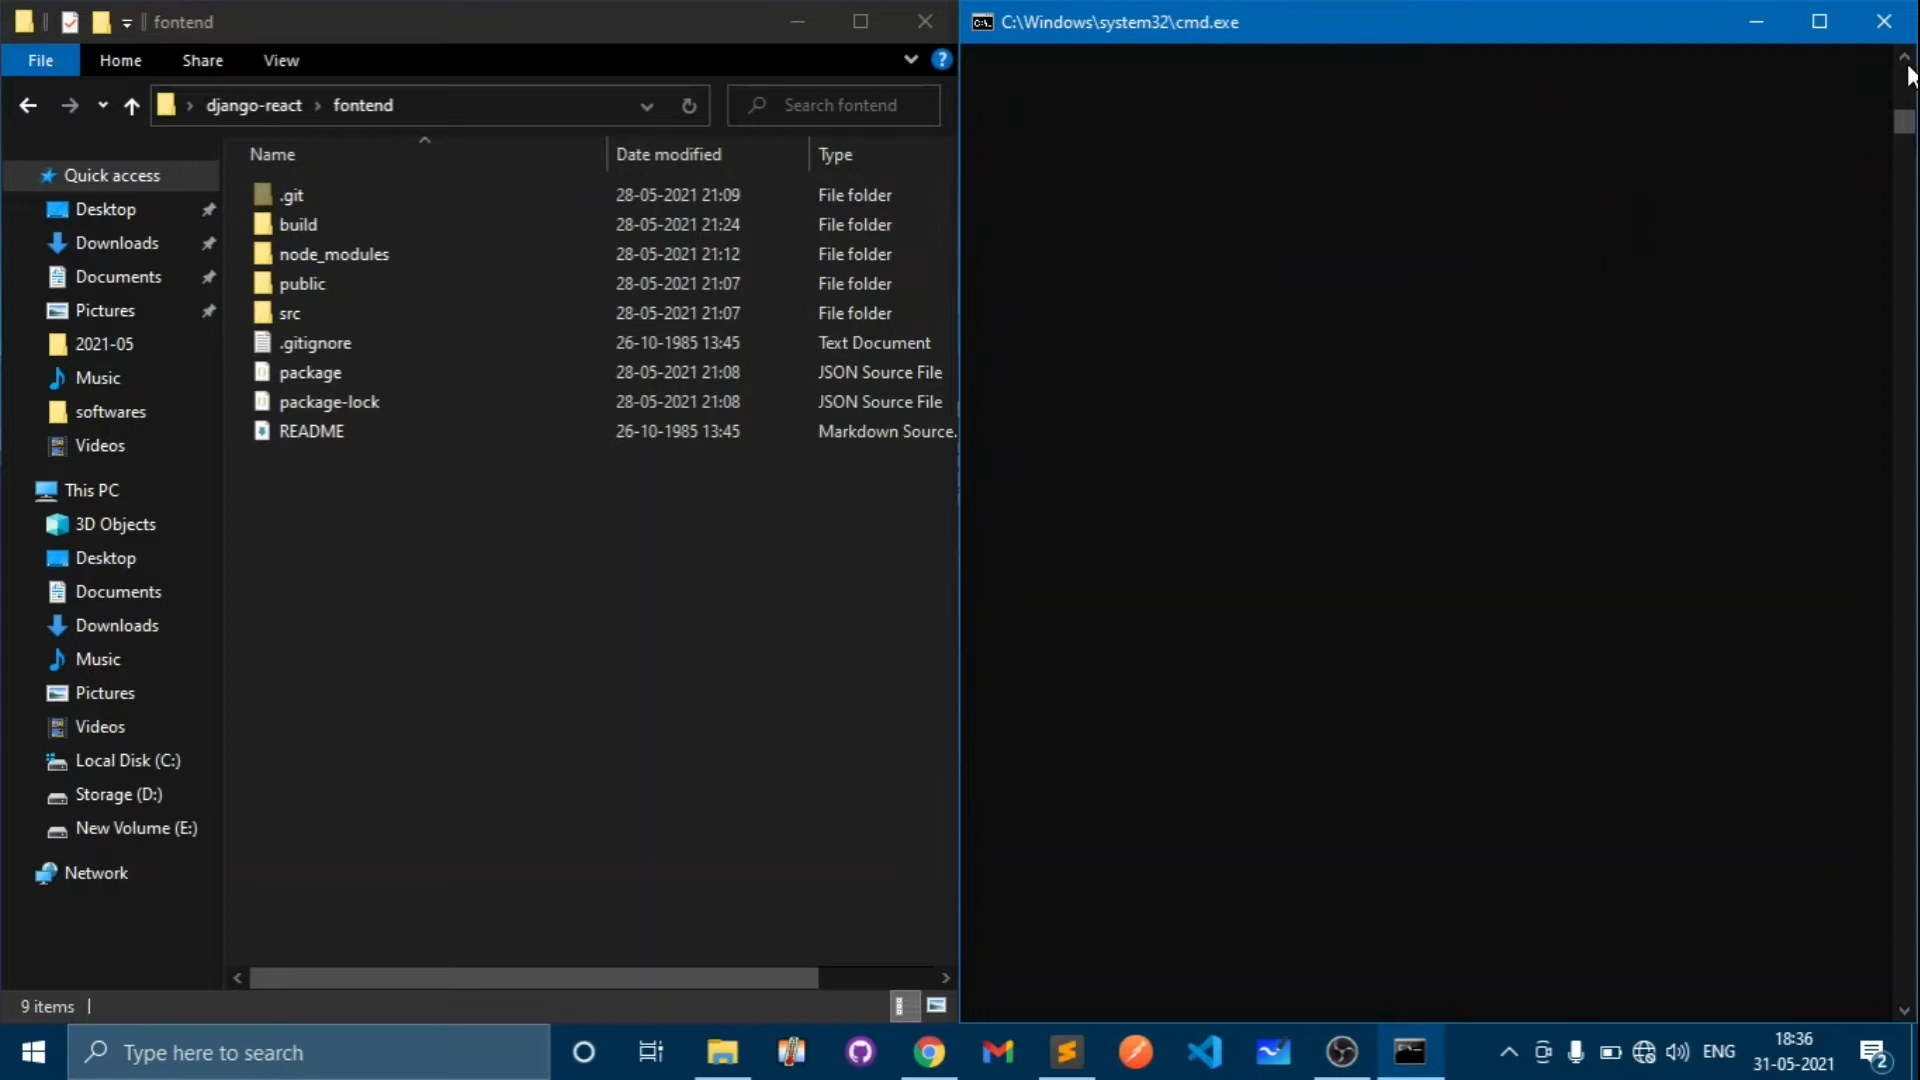 fontend
File
Home
Share
View
django-react
fontend
Search fontend
Name
Date modified
Type
Quick access
Desktop
Downloads
Documents
Pictures
2021-05
Music
softwares
Videos
This PC
3D Objects
Desktop
Documents
Downloads
Music
Pictures
Videos
Local Disk (C:)
Storage (D:)
New Volume (E:)
Network
.git 28-05-2021 21:09 File folder
build 28-05-2021 21:24 File folder
node_modules 28-05-2021 21:12 File folder
public 28-05-2021 21:07 File folder
src 28-05-2021 21:07 File folder
.gitignore 26-10-1985 13:45 Text Document
package 28-05-2021 21:08 JSON Source File
package-lock 28-05-2021 21:08 JSON Source File
README 26-10-1985 13:45 Markdown Source.
9 items
C:\Windows\system32\cmd.exe
Type here to search
ENG
18:36
31-05-2021
2